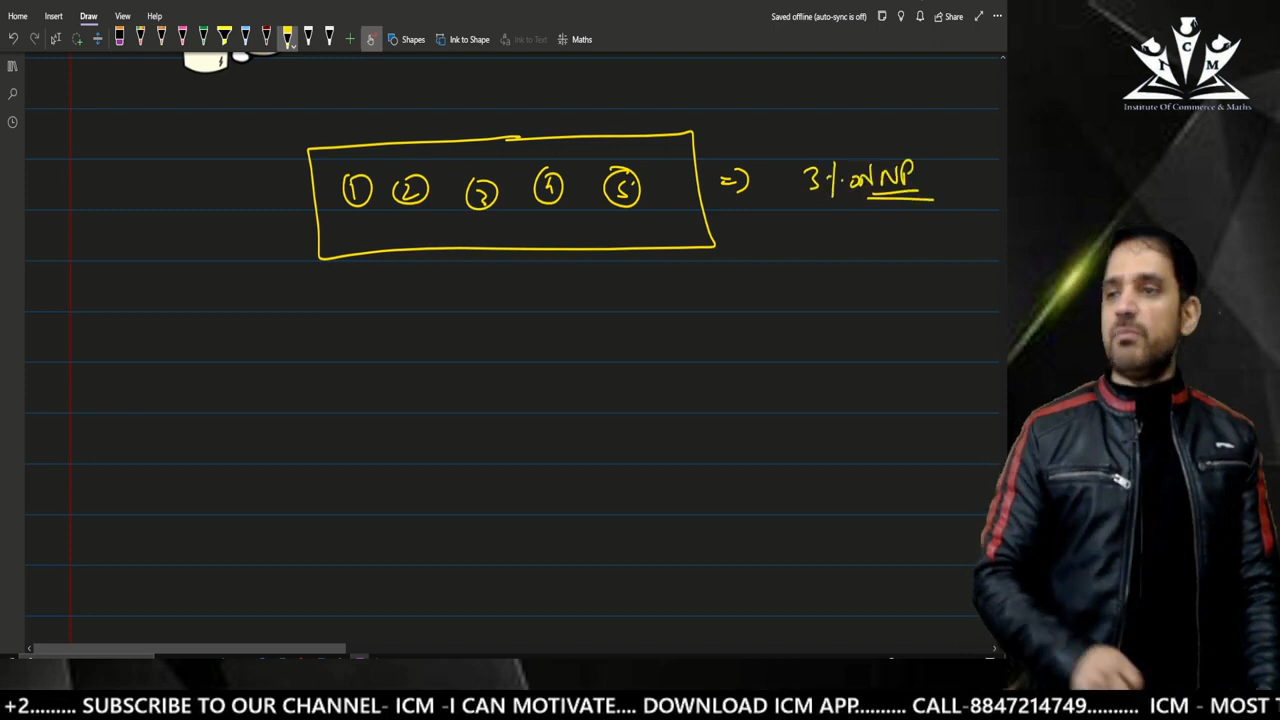 Home Insert Draw View Help
Saved offline (auto-sync is off) Share
Shapes Ink to Shape Ink to Text Maths
1 2 3 4 5 => 3% on NP
I C M
Institute Of Commerce & Maths
+2......... SUBSCRIBE TO OUR CHANNEL- ICM -I CAN MOTIVATE.... DOWNLOAD ICM APP......... CALL-8847214749.......... ICM - MOST